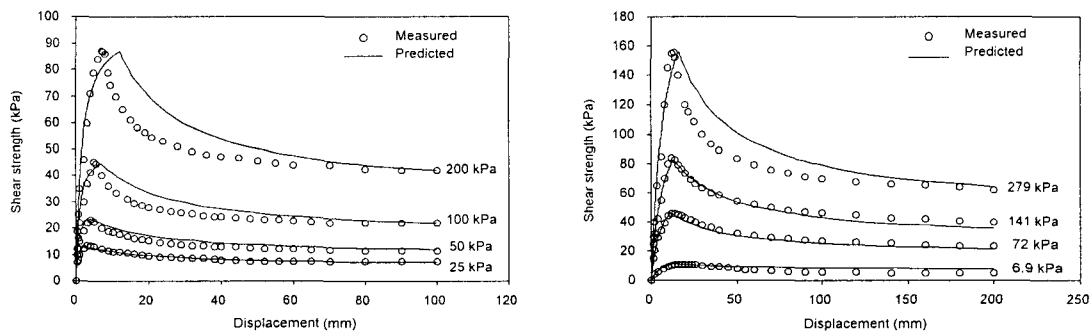 100
90
80
70
60
50
40
30
20
10
0
Shear strength (kPa)
Measured
Predicted
200 kPa
100 kPa
50 kPa
25 kPa
0 20 40 60 80 100 120
Displacement (mm)
180
160
140
120
100
80
60
40
20
0
Shear strength (kPa)
Measured
Predicted
279 kPa
141 kPa
72 kPa
6.9 kPa
0 50 100 150 200 250
Displacement (mm)